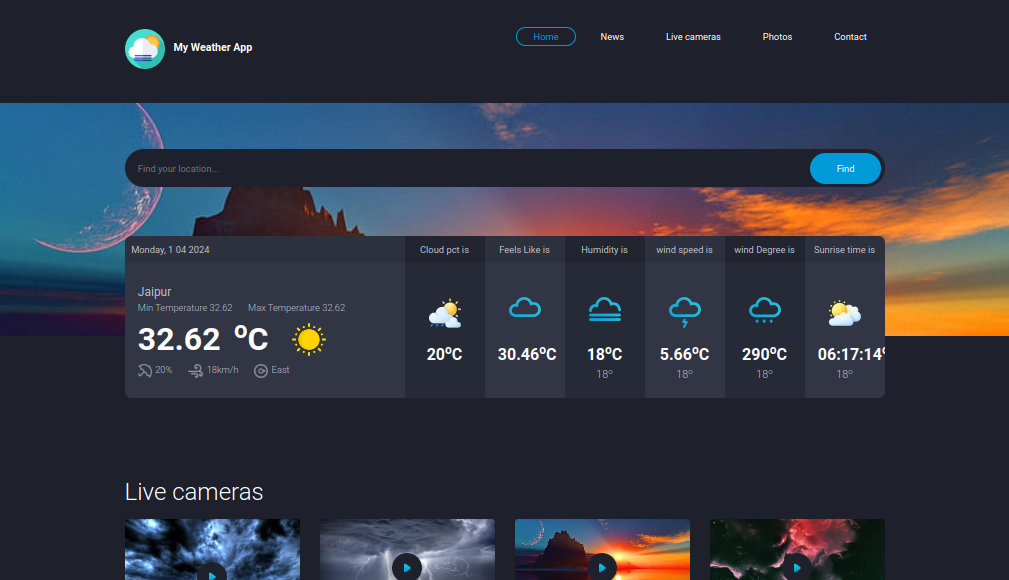 My Weather App
Home News Live cameras Photos Contact
Find your location...
Find
Monday, 1 04 2024
Cloud pct is
Feels Like is
Humidity is
wind speed is
wind Degree is
Sunrise time is
Jaipur
Min Temperature 32.62 Max Temperature 32.62
32.62 °C
20% 18km/h East
20°C
30.46°C
18°C
18°
5.66°C
18°
290°C
18°
06:17:14°
18°
Live cameras